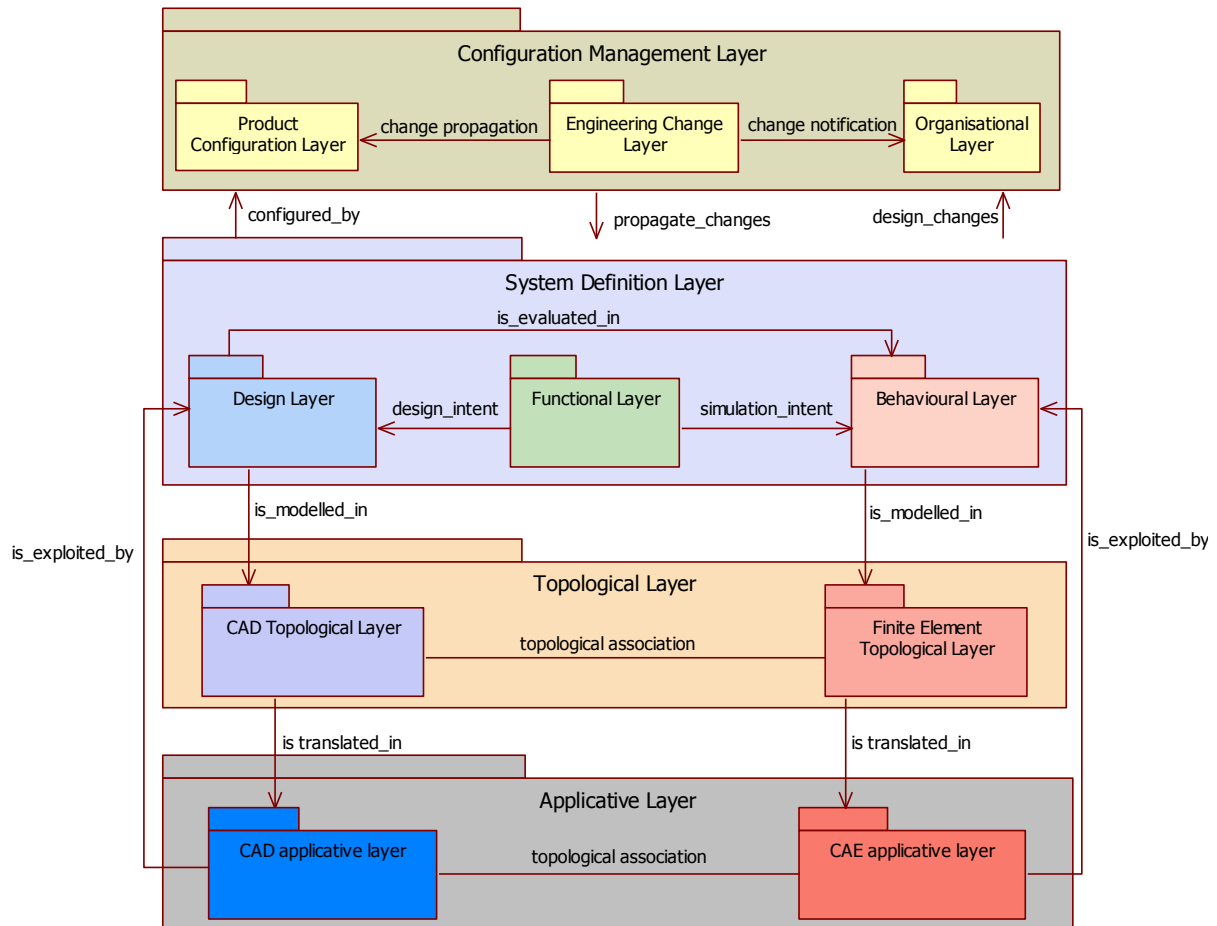 Configuration Management Layer
Product
Configuration Layer
change propagation
Engineering Change
Layer
change notification
Organisational
Layer
configured_by
propagate_changes
design_changes
System Definition Layer
is_evaluated_in
Design Layer
design_intent
Functional Layer
simulation_intent
Behavioural Layer
is_modelled_in
is_modelled_in
is_exploited_by
is_exploited_by
Topological Layer
CAD Topological Layer
topological association
Finite Element
Topological Layer
is translated_in
is translated_in
Applicative Layer
CAD applicative layer
topological association
CAE applicative layer